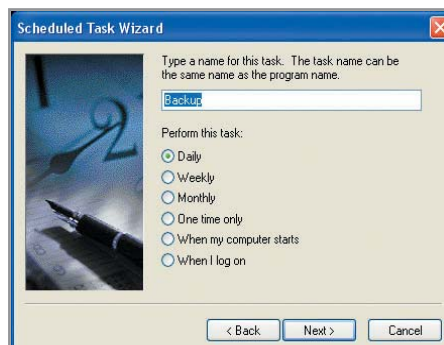 Scheduled Task Wizard
Type a name for this task. The task name can be
the same name as the program name.
Backup
Perform this task:
Daily
Weekly
Monthly
One time only
When my computer starts
When I log on
< Back
Next >
Cancel